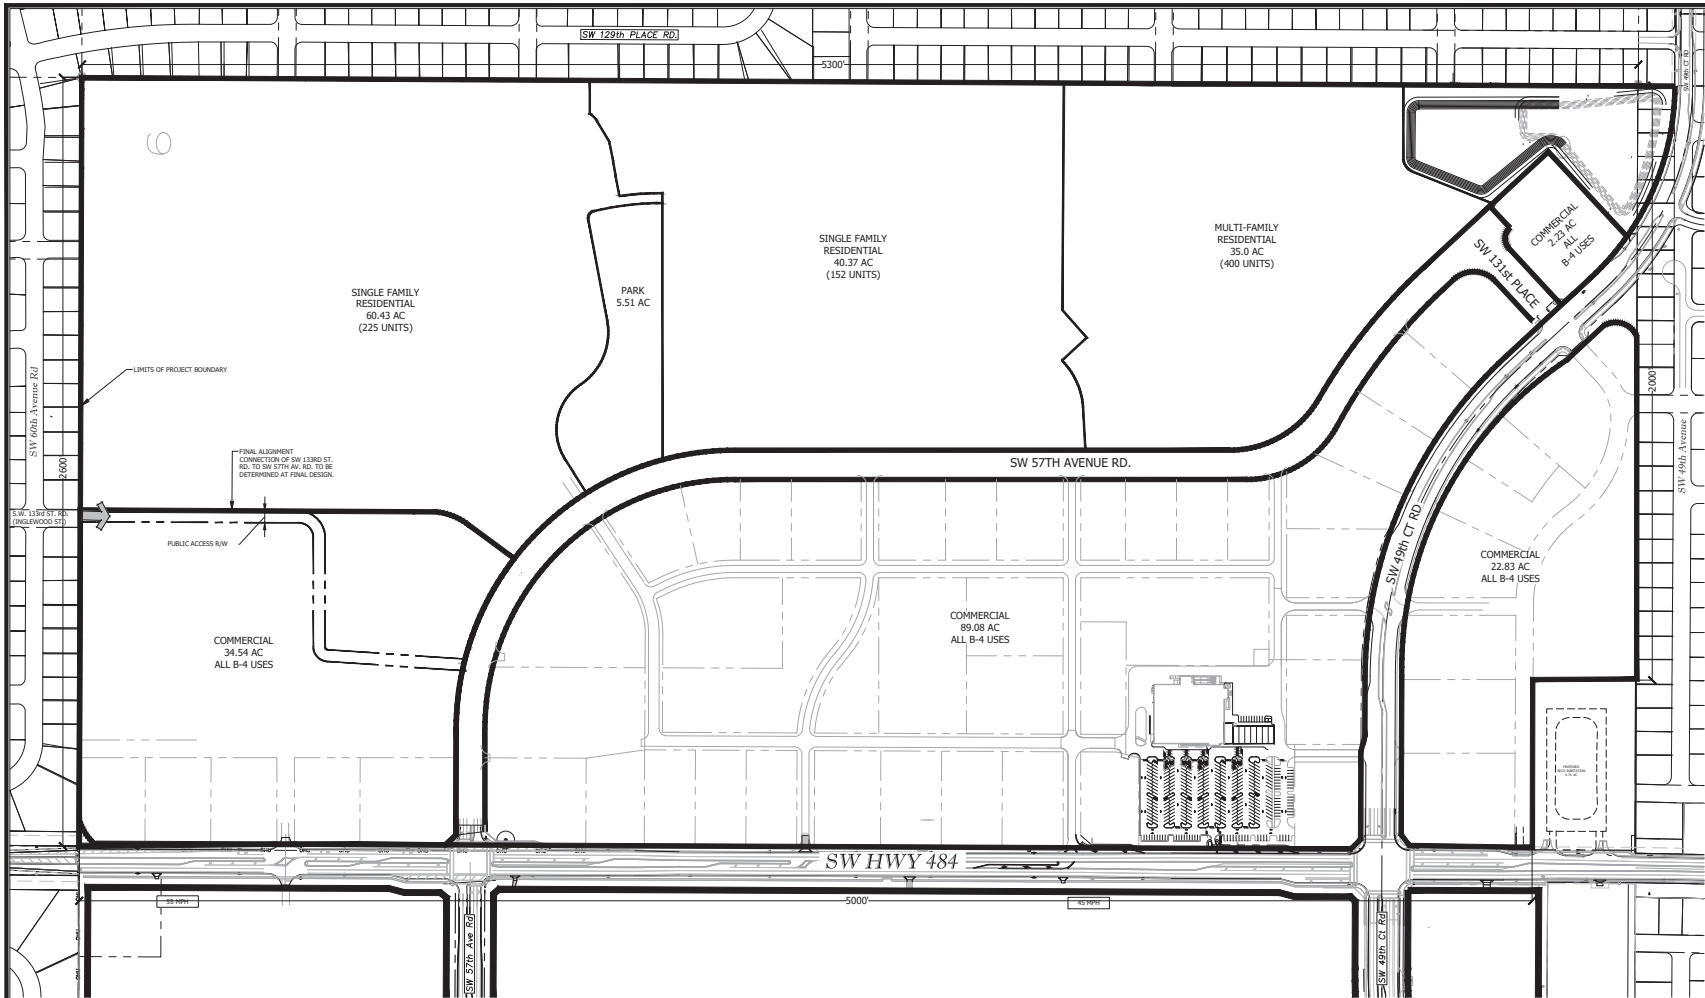 SW 129th PLACE RD.
5300'
SW 49th CT RD
SINGLE FAMILY
RESIDENTIAL
60.43 AC
(225 UNITS)
PARK
5.51 AC
SINGLE FAMILY
RESIDENTIAL
40.37 AC
(152 UNITS)
MULTI-FAMILY
RESIDENTIAL
35.0 AC
(400 UNITS)
COMMERCIAL
2.23 AC
ALL
B-4 USES
SW 131st PLACE
LIMITS OF PROJECT BOUNDARY
SW 60th Avenue Rd
2600'
2000'
SW 49th Avenue
FINAL ALIGNMENT
CONNECTION OF SW 133RD ST.
RD. TO SW 57TH AV. RD. TO BE
DETERMINED AT FINAL DESIGN.
SW 57TH AVENUE RD.
S.W. 133rd ST. RD.
(INGLEWOOD ST.)
PUBLIC ACCESS R/W
SW 49th CT RD
COMMERCIAL
22.83 AC
ALL B-4 USES
COMMERCIAL
34.54 AC
ALL B-4 USES
COMMERCIAL
89.08 AC
ALL B-4 USES
SW HWY 484
55 MPH
5000'
45 MPH
SW 57th Ave Rd
SW 49th Ct Rd